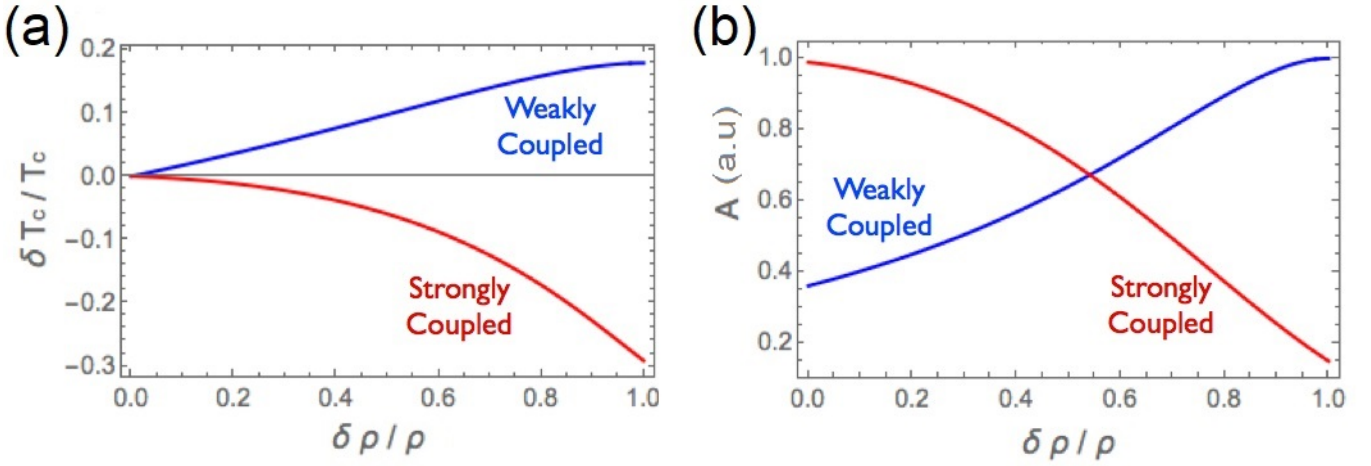 (a)
0.2
0.1
0.0
−0.1
−0.2
−0.3
δ Tc / Tc
Weakly
Coupled
Strongly
Coupled
0.0 0.2 0.4 0.6 0.8 1.0
δ ρ / ρ
(b)
1.0
0.8
0.6
0.4
0.2
A (a.u)
Weakly
Coupled
Strongly
Coupled
0.0 0.2 0.4 0.6 0.8 1.0
δ ρ / ρ